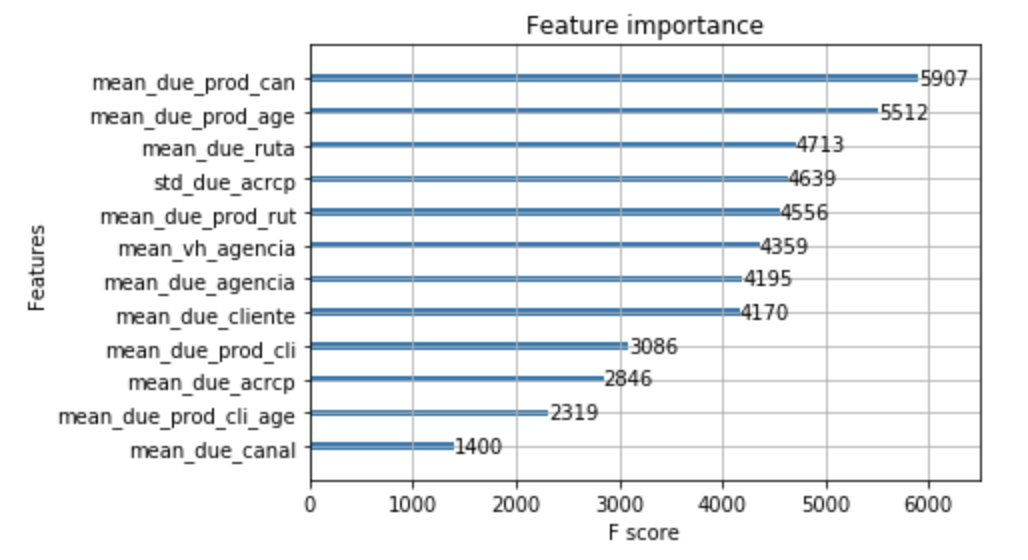 Feature importance
mean_due_prod_can 5907
mean_due_prod_age 5512
mean_due_ruta 4713
std_due_acrcp 4639
mean_due_prod_rut 4556
mean_vh_agencia 4359
mean_due_agencia 4195
mean_due_cliente 4170
mean_due_prod_cli 3086
mean_due_acrcp 2846
mean_due_prod_cli_age 2319
mean_due_canal 1400
Features
0 1000 2000 3000 4000 5000 6000
F score